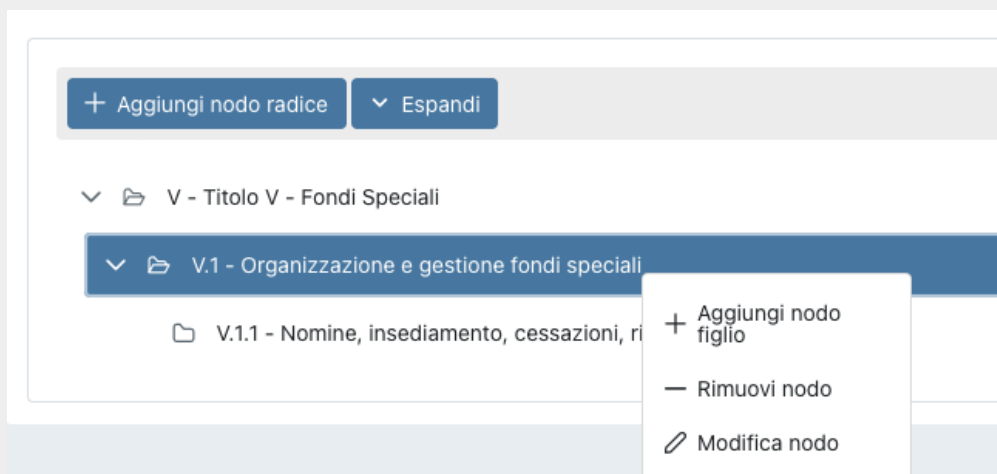 Aggiungi nodo radice
Espandi
V - Titolo V - Fondi Speciali
V.1 - Organizzazione e gestione fondi speciali
V.1.1 - Nomine, insediamento, cessazioni,
Aggiungi nodo
figlio
Rimuovi nodo
Modifica nodo